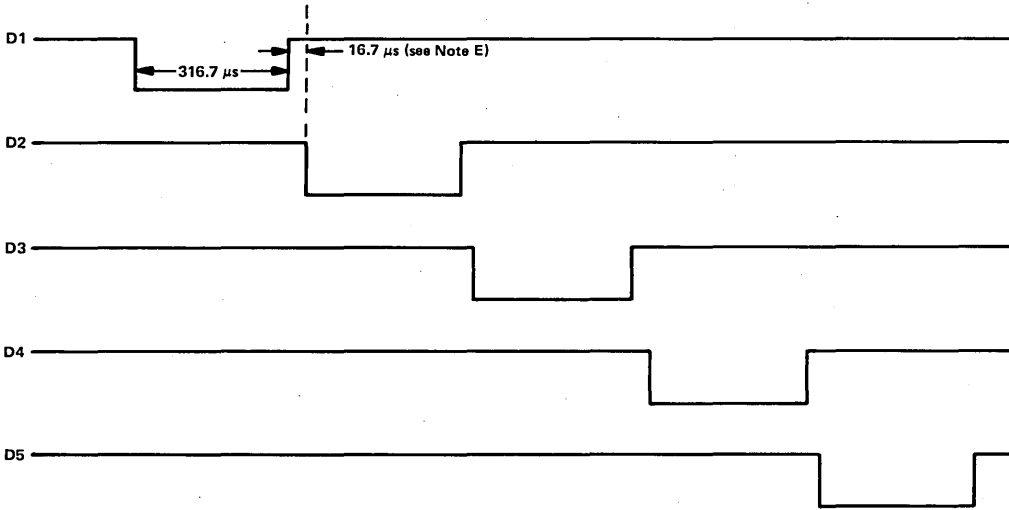 D1
16.7 μs (see Note E)
316.7 μs
D2
D3
D4
D5